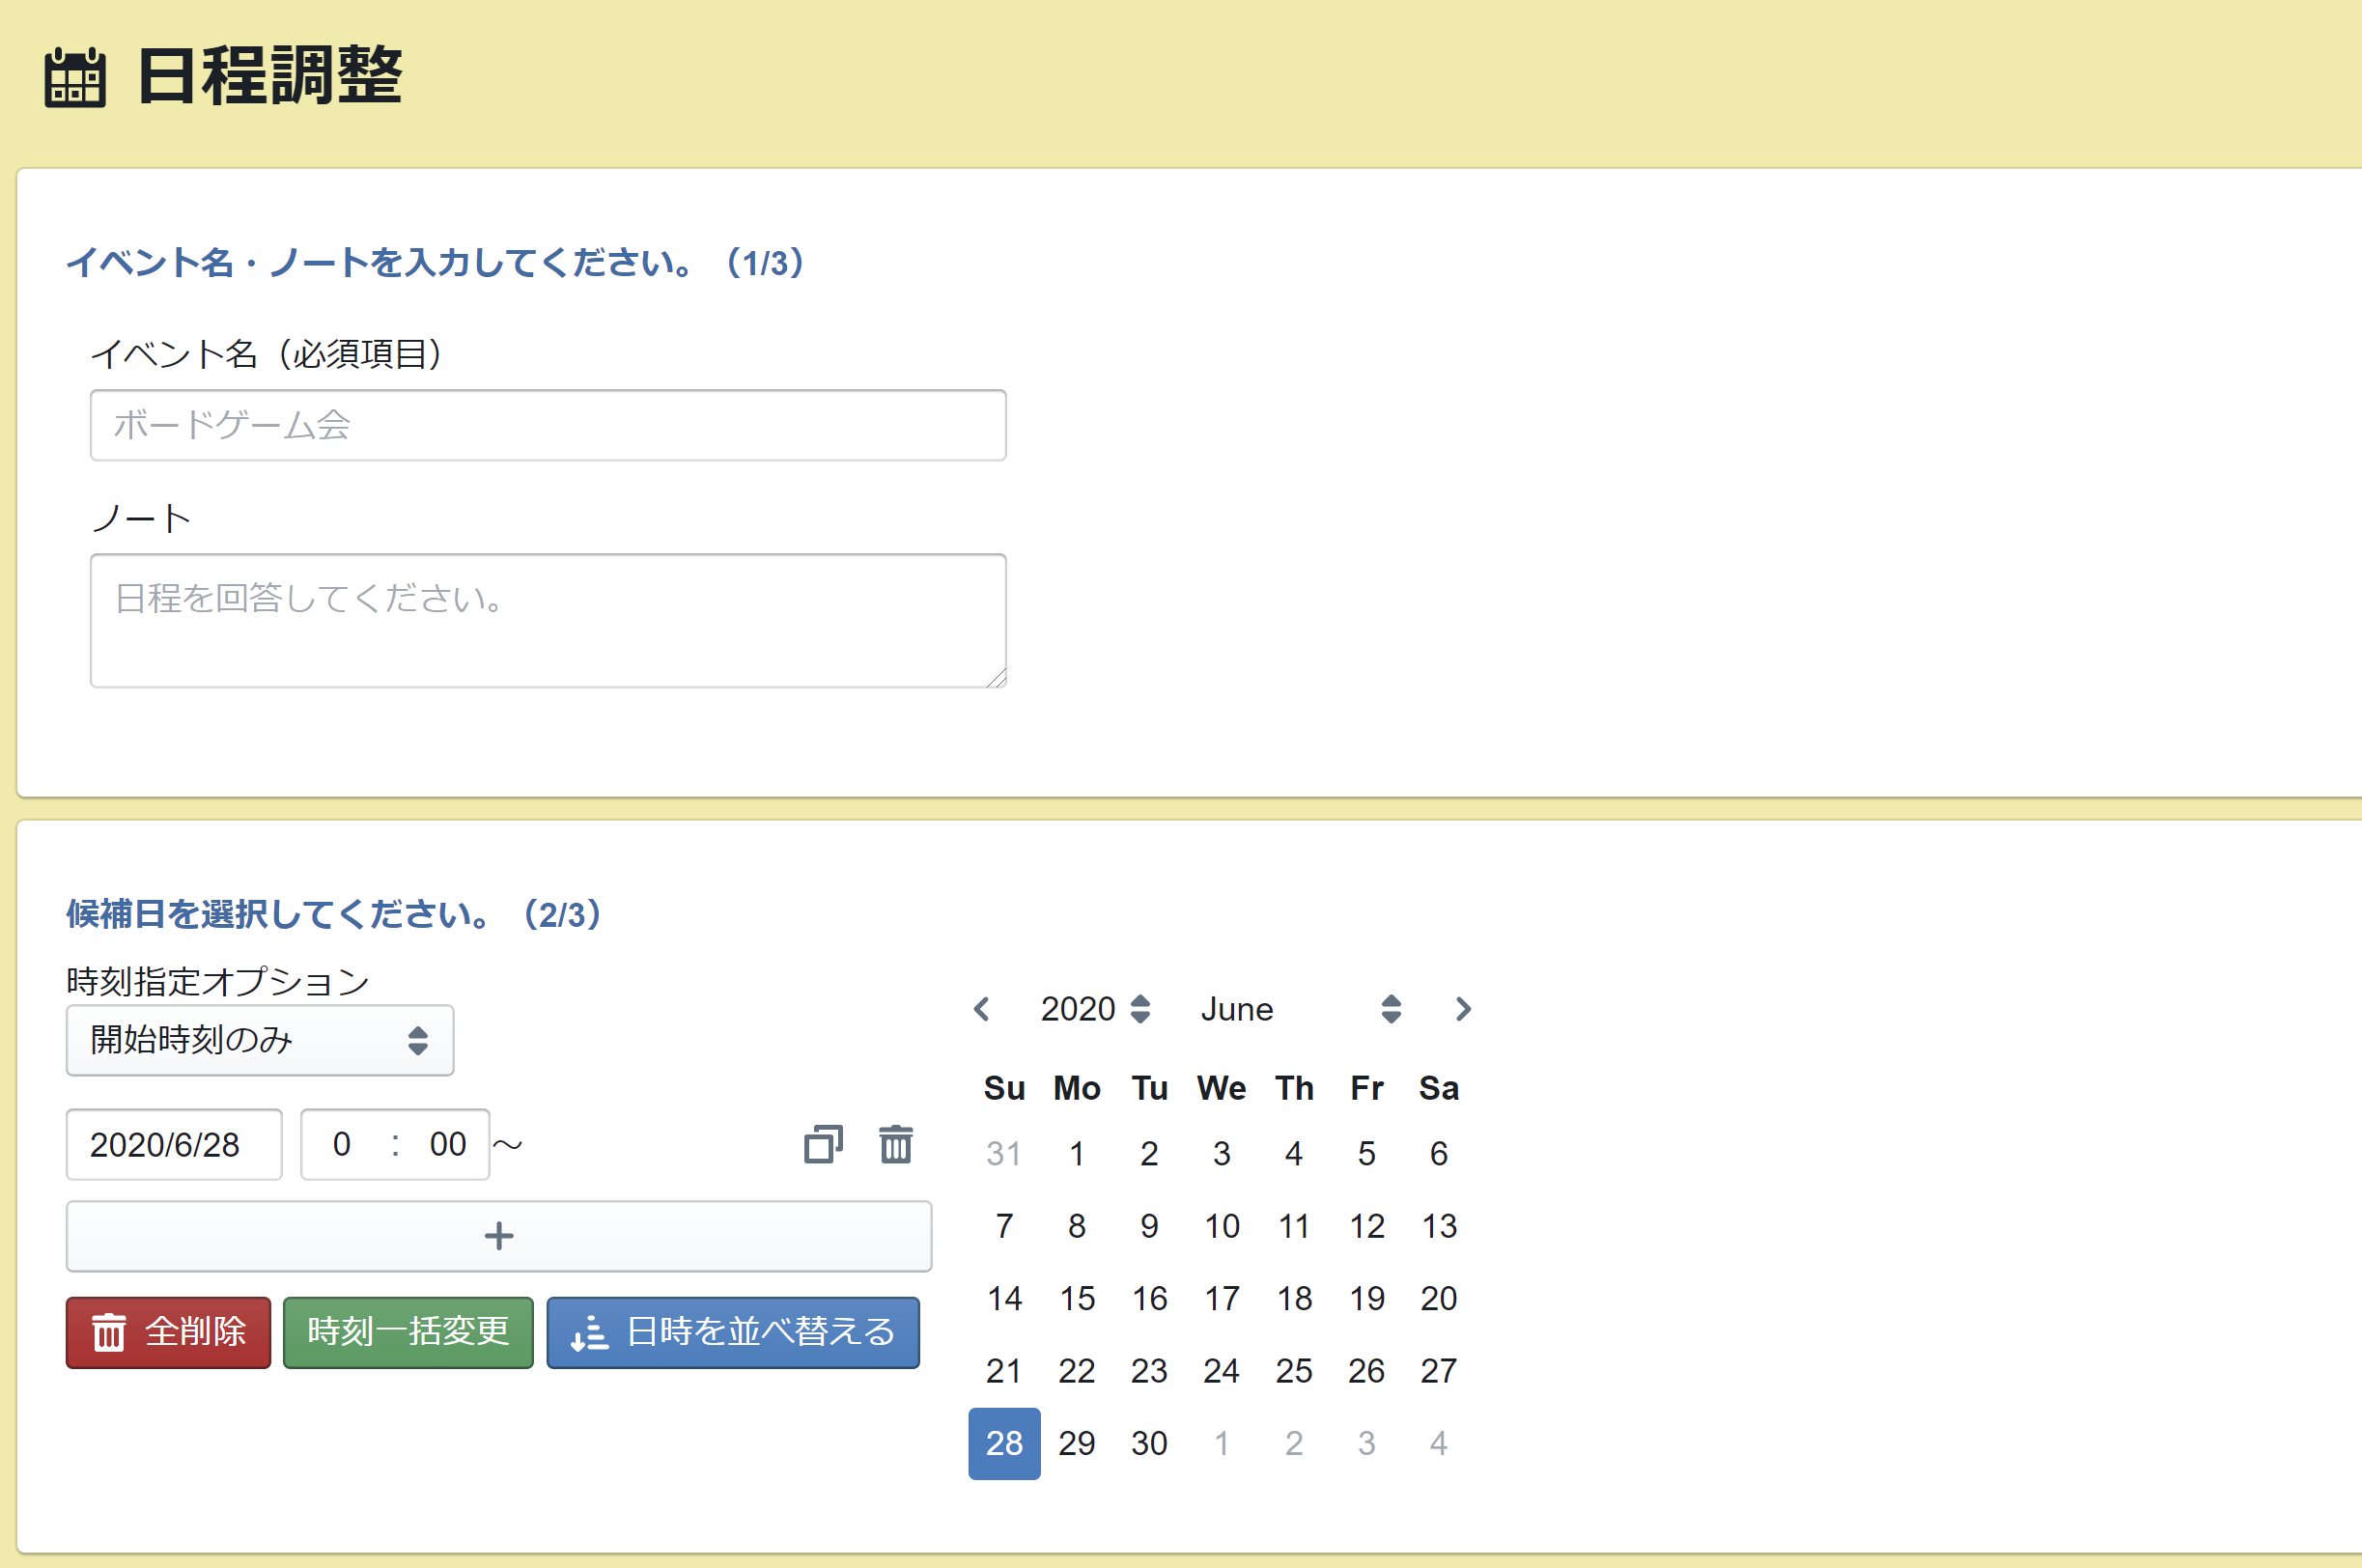 日程調整
イベント名・ノートを入力してください。（1/3）
イベント名（必須項目）
ボードゲーム会
ノート
日程を回答してください。
候補日を選択してください。（2/3）
時刻指定オプション
開始時刻のみ
2020/6/28 0 : 00 ～
+
全削除 時刻一括変更 日時を並べ替える
2020 June
Su Mo Tu We Th Fr Sa
31 1 2 3 4 5 6
7 8 9 10 11 12 13
14 15 16 17 18 19 20
21 22 23 24 25 26 27
28 29 30 1 2 3 4